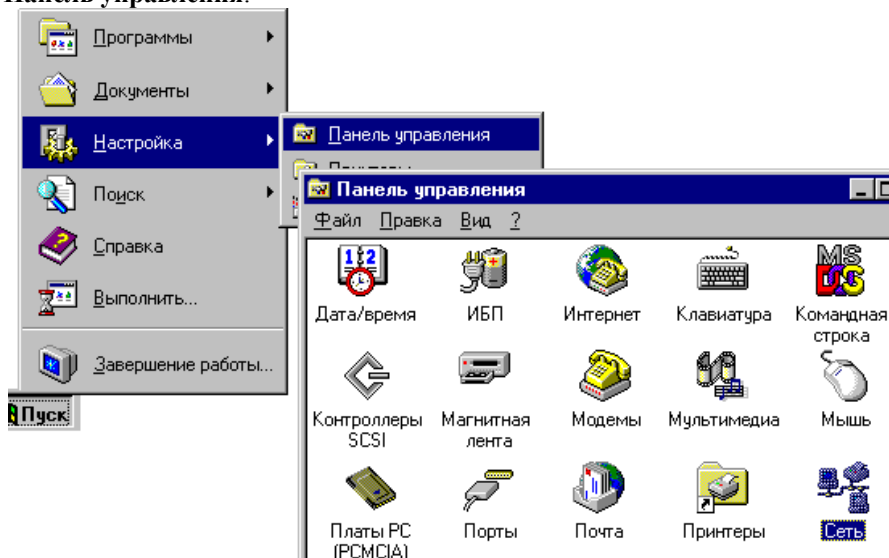 Панель управления.
Программы
Документы
Настройка
Поиск
Справка
Выполнить...
Завершение работы...
Пуск
Панель управления
Панель управления
Файл Правка Вид ?
Дата/время
ИБП
Интернет
Клавиатура
Командная
строка
Контроллеры
SCSI
Магнитная
лента
Модемы
Мультимедиа
Мышь
Платы PC
(PCMCIA)
Порты
Почта
Принтеры
Сеть